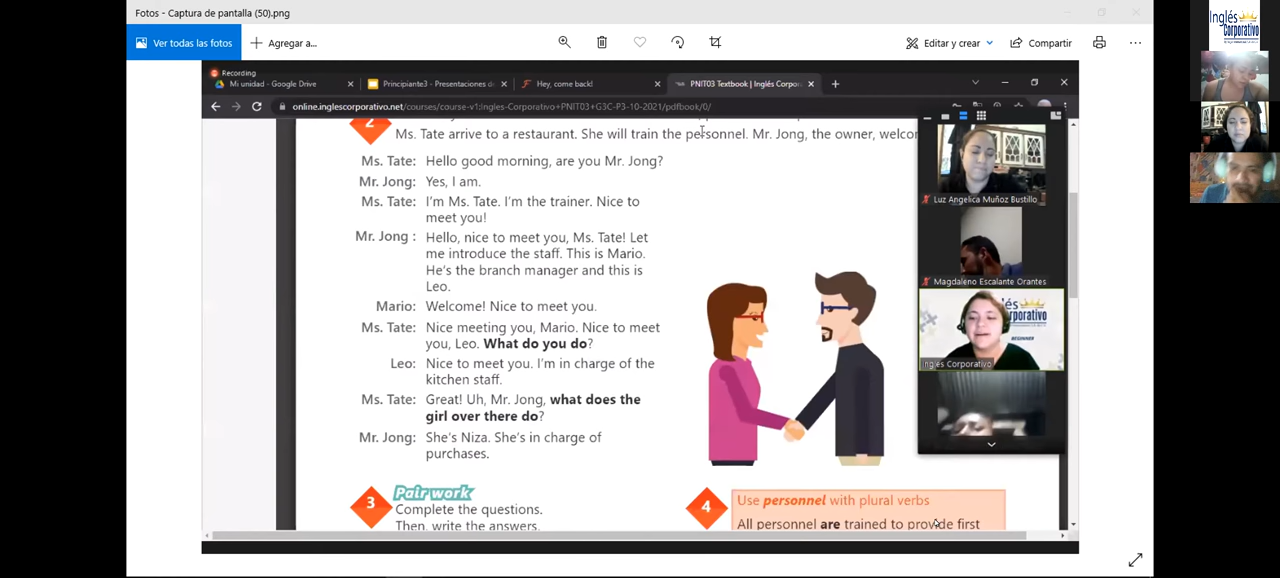 Fotos - Captura de pantalla (50).png
Ver todas las fotos
Agregar a...
Editar y crear
Compartir
Recording
Mi unidad - Google Drive
Principiante3 - Presentaciones de
Hey, come back!
PNIT03 Textbook | Inglés Corpor
online.inglescorporativo.net/courses/course-v1:Ingles-Corporativo+PNIT03+G3C-P3-10-2021/pdfbook/0/
2
Ms. Tate arrive to a restaurant. She will train the personnel. Mr. Jong, the owner, welcon
Ms. Tate: Hello good morning, are you Mr. Jong?
Mr. Jong: Yes, I am.
Ms. Tate: I'm Ms. Tate. I'm the trainer. Nice to
meet you!
Mr. Jong : Hello, nice to meet you, Ms. Tate! Let
me introduce the staff. This is Mario.
He's the branch manager and this is
Leo.
Mario: Welcome! Nice to meet you.
Ms. Tate: Nice meeting you, Mario. Nice to meet
you, Leo. What do you do?
Leo: Nice to meet you. I'm in charge of the
kitchen staff.
Ms. Tate: Great! Uh, Mr. Jong, what does the
girl over there do?
Mr. Jong: She's Niza. She's in charge of
purchases.
3
Pair work
Complete the questions.
Then, write the answers.
4
Use personnel with plural verbs
All personnel are trained to provide first
Luz Angelica Muñoz Bustillo
Magdaleno Escalante Orantes
BEGINNER
Inglés Corporativo
Inglés
Corporativo